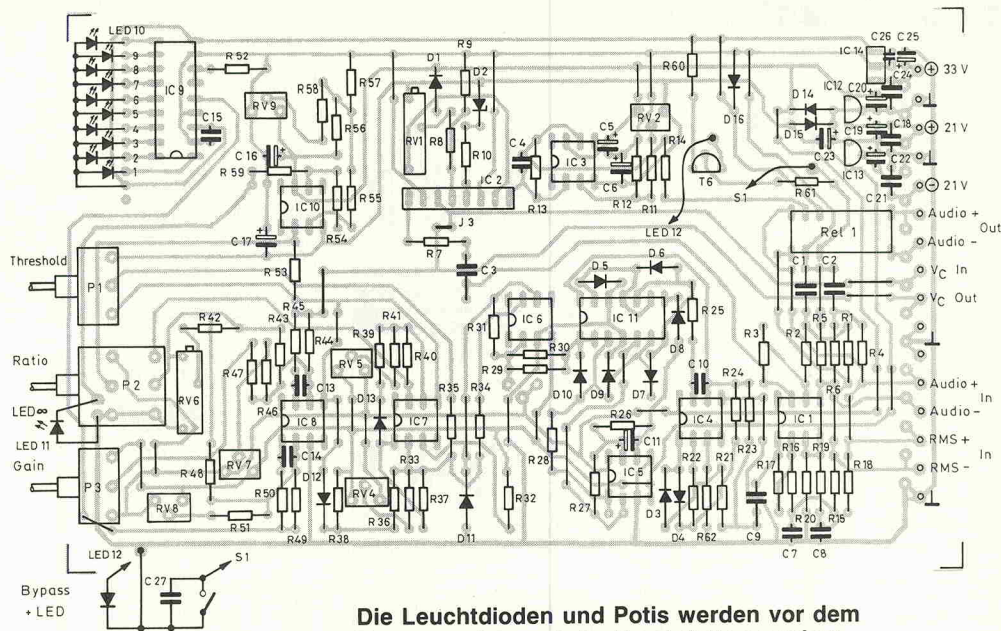 LED 10
9
8
7
6
5
4
3
2
1
IC 9
R 52
C 15
RV 9
C 16
R 59
IC 10
C 17
R 53
R 58
R 57
R 56
R 55
R 54
D 1
R 9
D 2
RV 1
R 8
R 10
IC 2
J 3
R 7
C 3
C 4
R 13
IC 3
C 5
C 6
R 12
R 11
RV 2
R 14
R 60
D 16
T 6
S 1
LED 12
D 14
D 15
C 23
IC 14
C 26
C 25
C 24
IC 12
C 20
C 19
C 18
IC 13
C 22
C 21
R 61
Rel 1
+ 33 V
+ 21 V
- 21 V
Audio +
Out
Audio -
VC In
VC Out
Audio +
In
Audio -
RMS +
In
RMS -
Threshold
P 1
Ratio
P 2
LED
LED 11
Gain
P 3
R 42
RV 6
R 43
R 45
R 44
R 47
R 46
C 13
IC 8
C 14
R 48
RV 7
RV 8
R 51
R 50
R 49
D 12
R 38
R 39
R 41
R 40
RV 5
D 13
IC 7
RV 4
R 36
R 33
R 37
R 35
R 34
D 11
R 32
R 31
IC 6
R 30
R 29
R 28
D 5
D 6
IC 11
D 8
R 25
D 10
D 9
D 7
R 26
C 11
IC 5
R 27
D 3
D 4
R 22
R 62
R 21
C 10
IC 4
R 24
R 23
C 9
R 3
C 1
C 2
R 2
R 5
R 1
R 6
R 4
IC 1
R 17
R 16
R 19
R 18
R 20
R 15
C 7
C 8
LED 12
S 1
C 27
Bypass
+ LED
Die Leuchtdioden und Potis werden vor dem